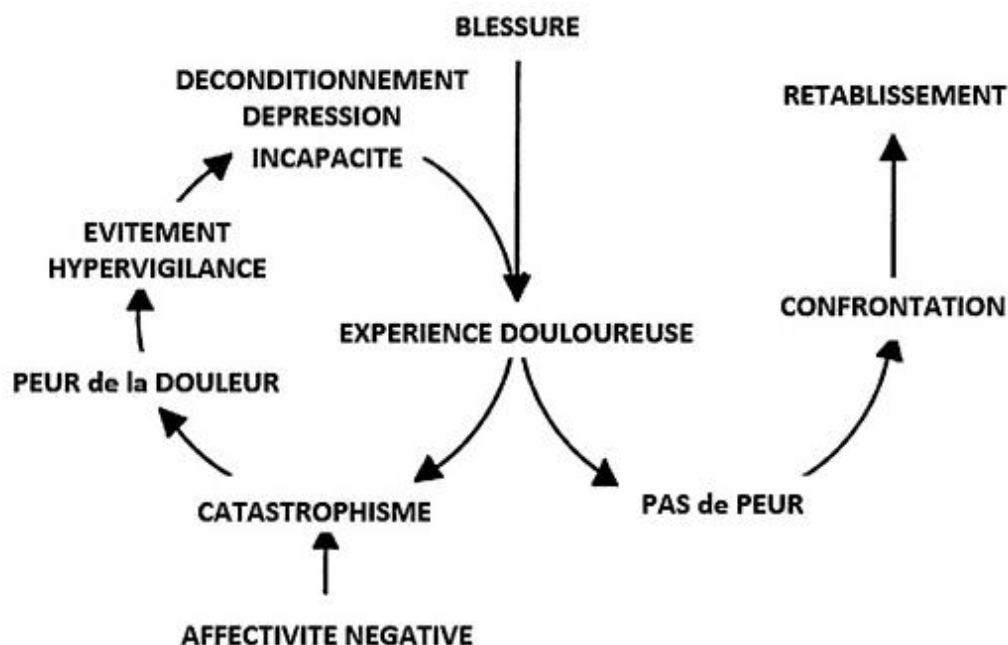 BLESSURE
DECONDITIONNEMENT
DEPRESSION
INCAPACITE
RETABLISSEMENT
EVITEMENT
HYPERVIGILANCE
EXPERIENCE DOULOUREUSE
CONFRONTATION
PEUR de la DOULEUR
CATASTROPHISME
PAS de PEUR
AFFECTIVITE NEGATIVE